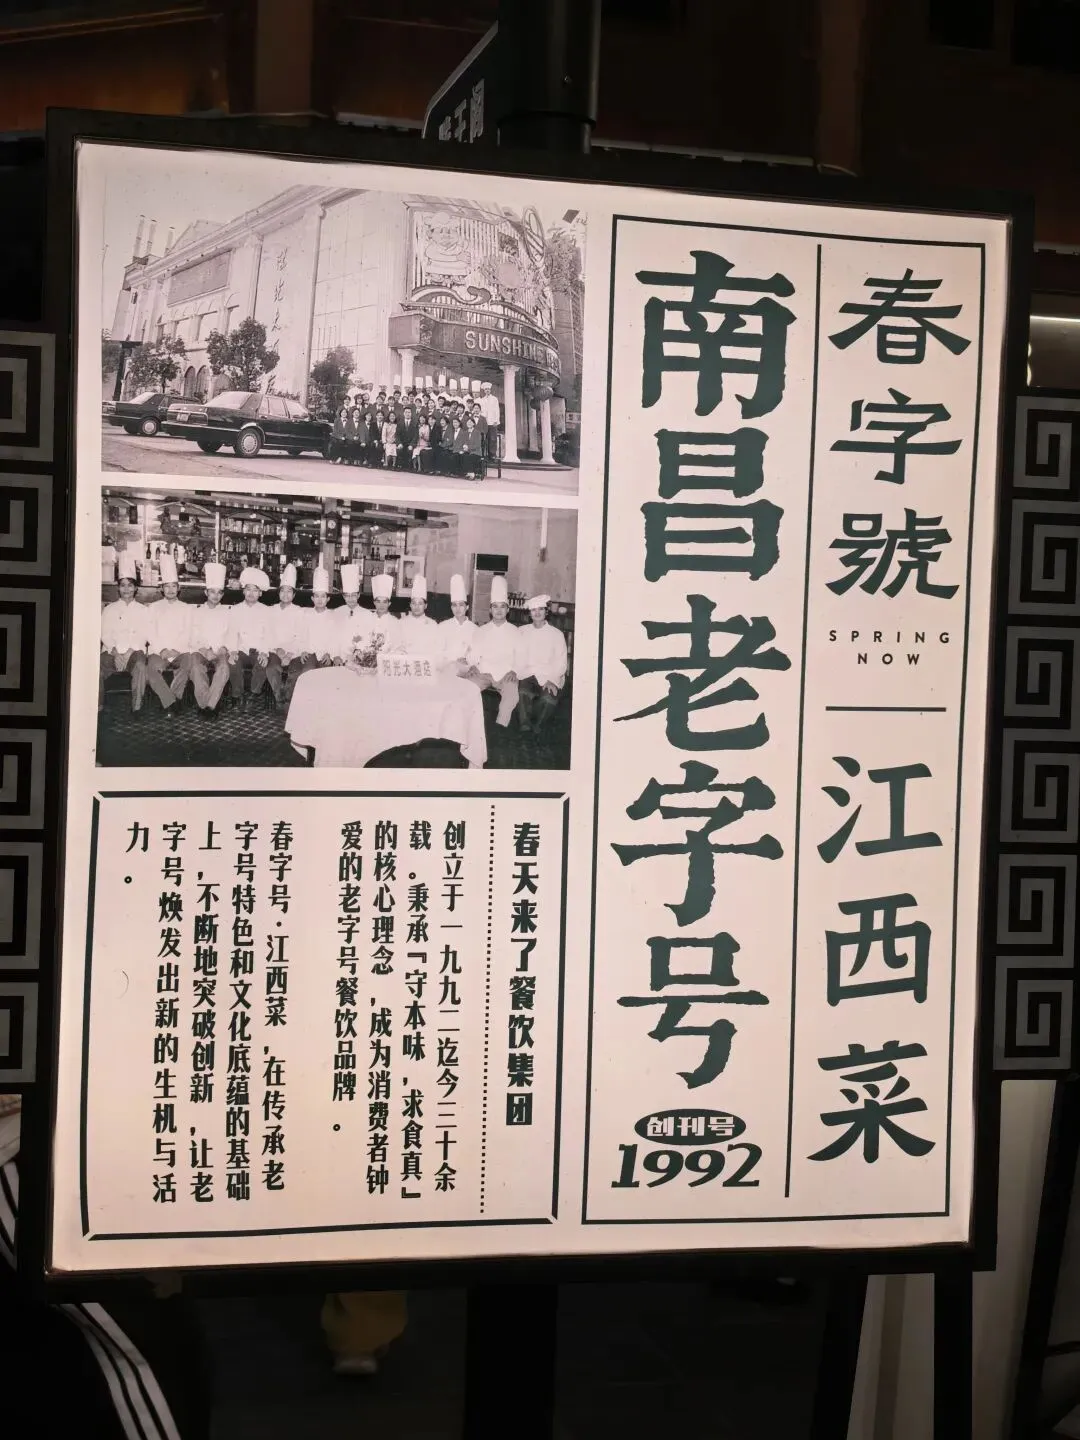 春字號
SPRING
NOW
江西菜
南昌老字号
创刊号
1992
SUNSHINE
阳光大酒店
春天来了餐饮集团
创立于一九九二迄今三十余
载。秉承『守本味,求食真』
的核心理念,成为消费者钟
爱的老字号餐饮品牌。
春字号·江西菜,在传承老
字号特色和文化底蕴的基础
上,不断地突破创新,让老
字号焕发出新的生机与活
力。